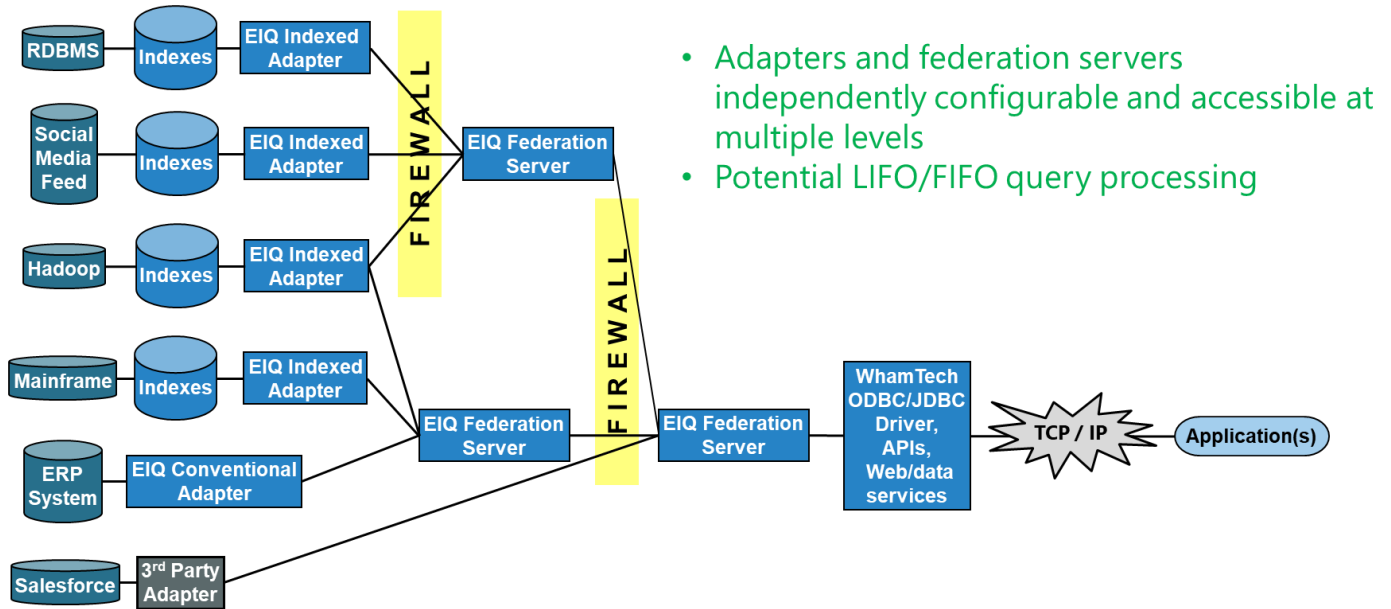 RDBMS
Indexes
EIQ Indexed
Adapter
Social
Media
Feed
Indexes
EIQ Indexed
Adapter
Hadoop
Indexes
EIQ Indexed
Adapter
Mainframe
Indexes
EIQ Indexed
Adapter
ERP
System
EIQ Conventional
Adapter
Salesforce
3rd Party
Adapter
FIREWALL
EIQ Federation
Server
EIQ Federation
Server
FIREWALL
EIQ Federation
Server
WhamTech
ODBC/JDBC
Driver,
APIs,
Web/data
services
TCP / IP
Application(s)
• Adapters and federation servers
independently configurable and accessible at
multiple levels
• Potential LIFO/FIFO query processing